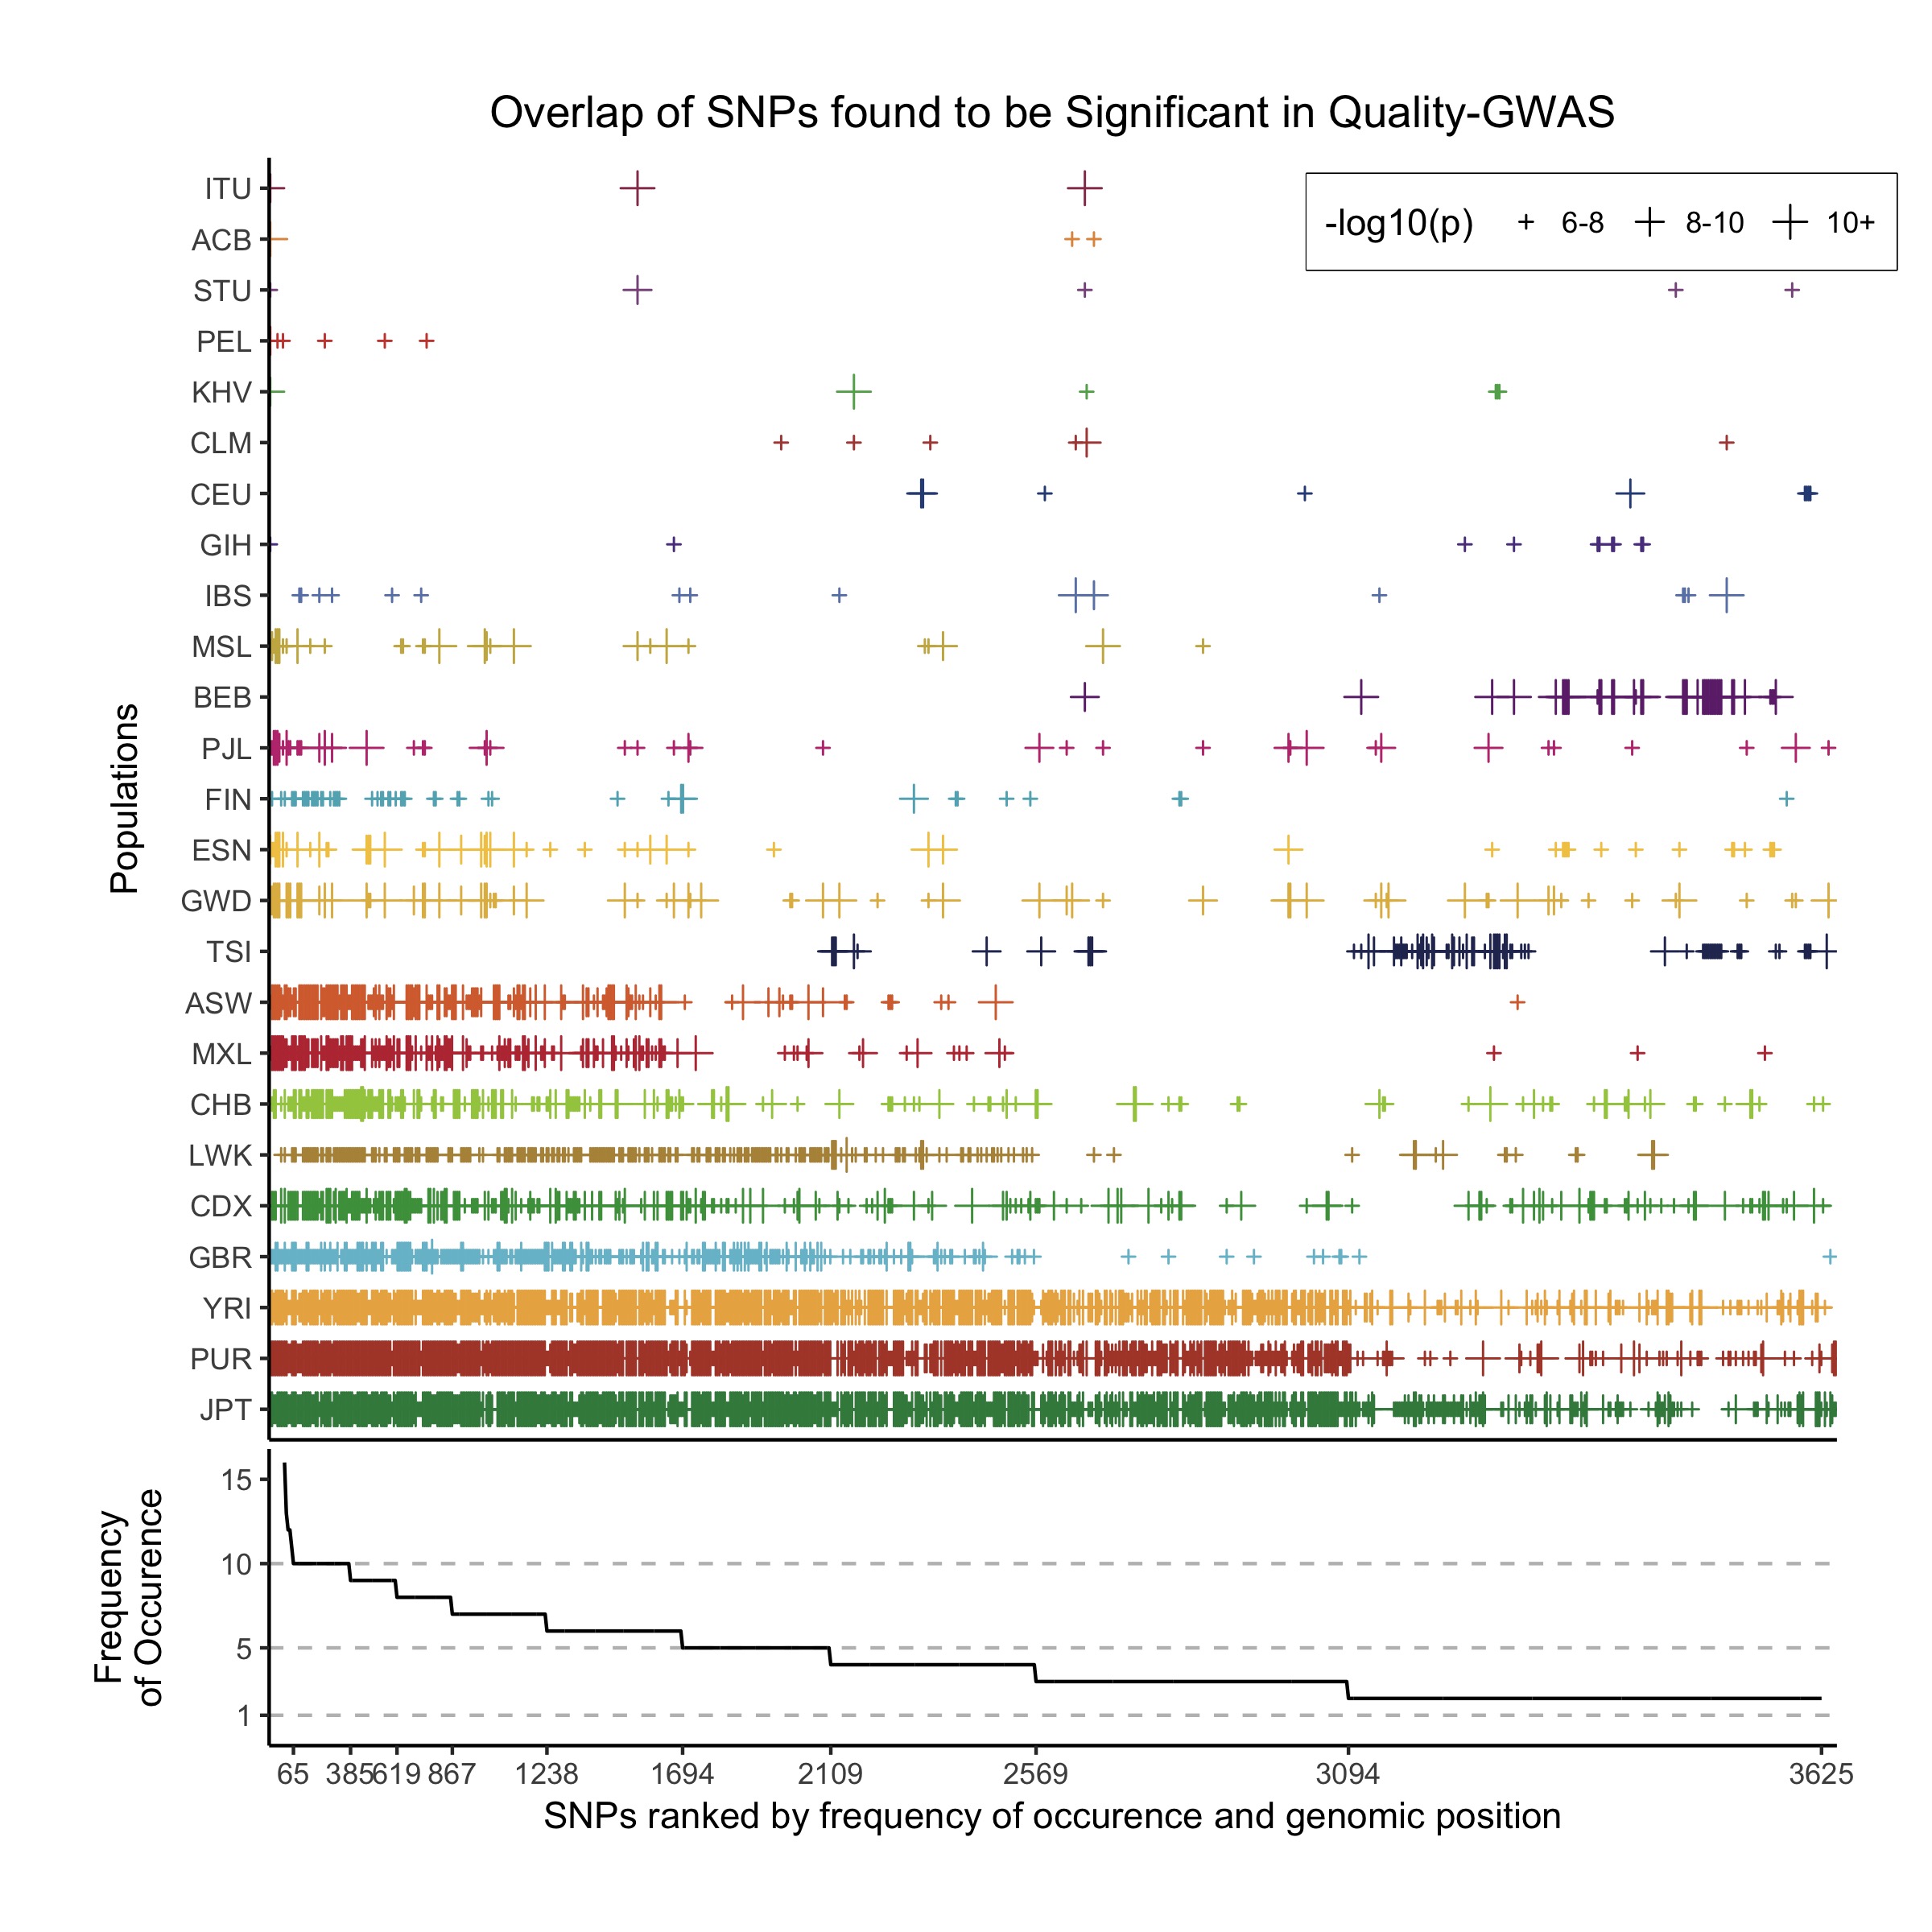 Overlap of SNPs found to be Significant in Quality-GWAS
-log10(p) 6-8 8-10 10+
Populations
ITU
ACB
STU
PEL
KHV
CLM
CEU
GIH
IBS
MSL
BEB
PJL
FIN
ESN
GWD
TSI
ASW
MXL
CHB
LWK
CDX
GBR
YRI
PUR
JPT
Frequency
of Occurence
15
10
5
1
65 385 619 867 1238 1694 2109 2569 3094 3625
SNPs ranked by frequency of occurence and genomic position